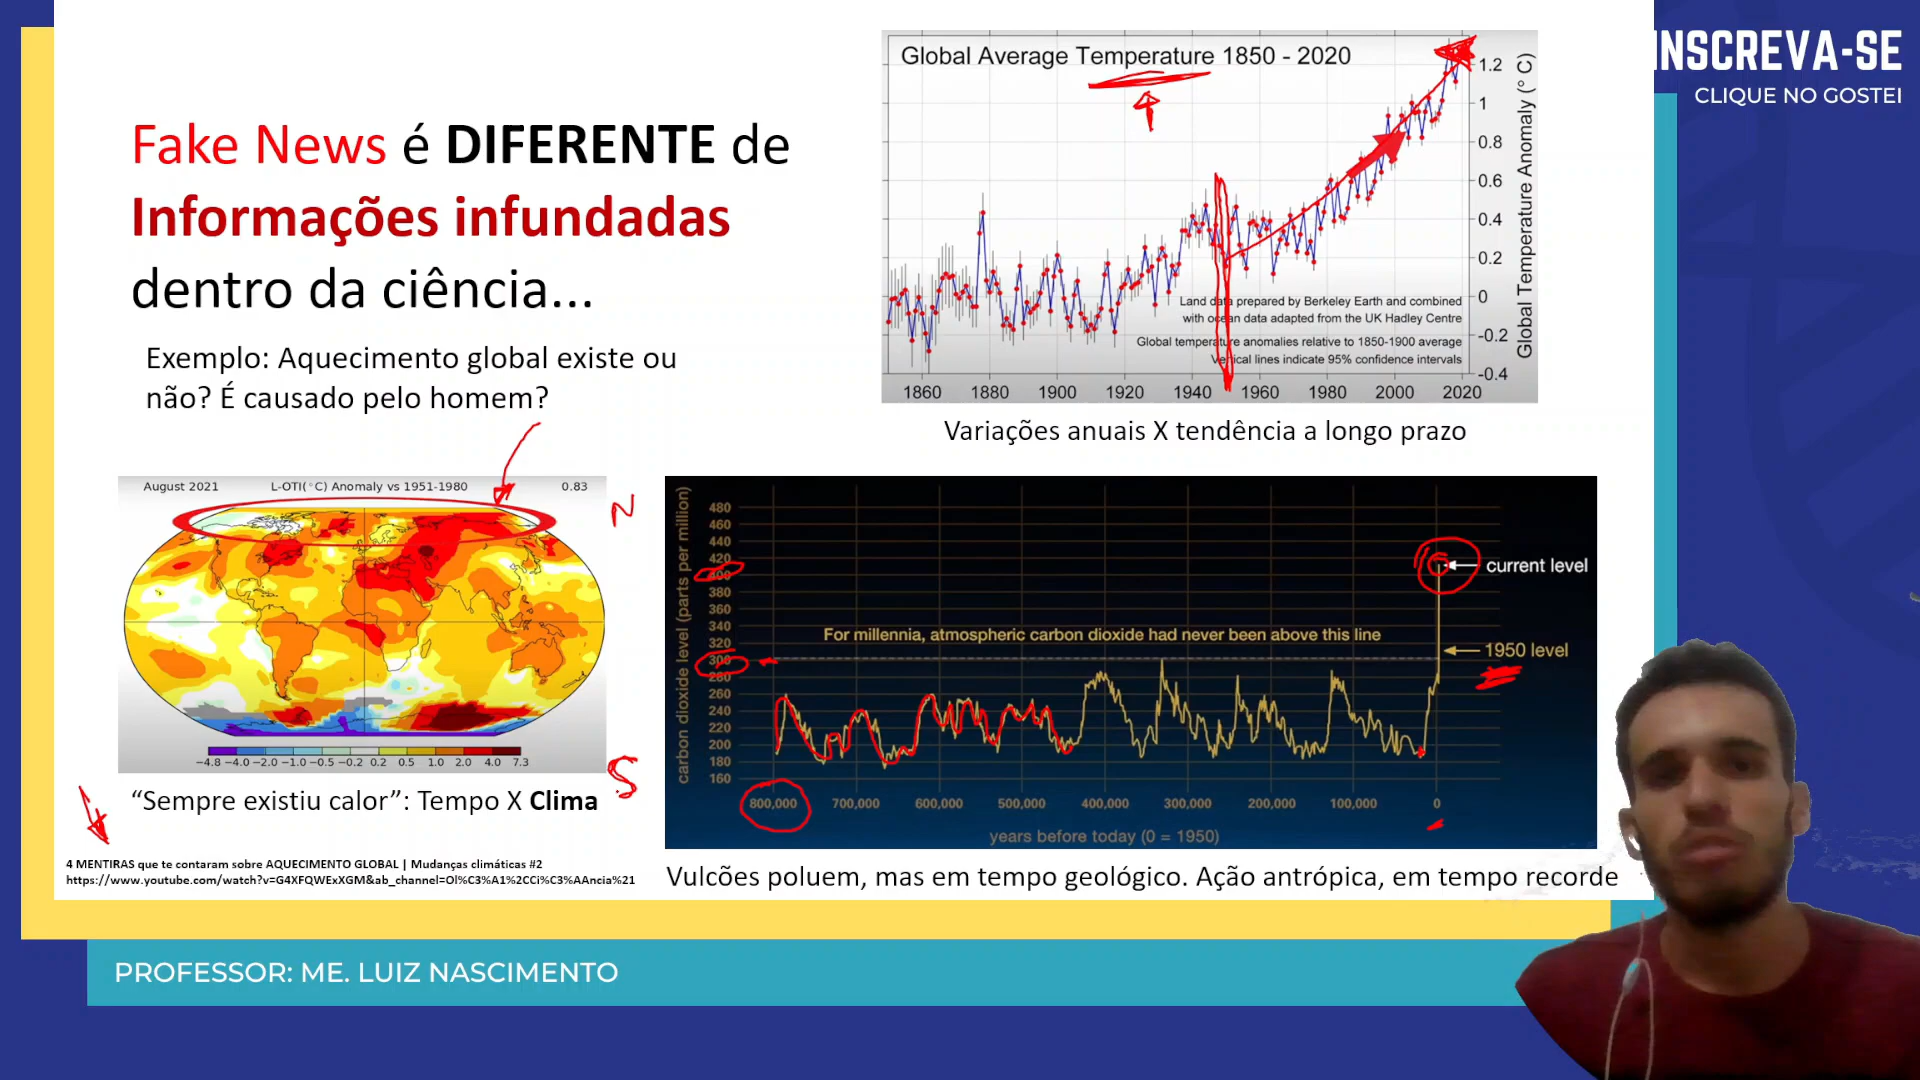 INSCREVA-SE
CLIQUE NO GOSTEI
Fake News é DIFERENTE de
Informações infundadas
dentro da ciência...
Exemplo: Aquecimento global existe ou
não? É causado pelo homem?
Global Average Temperature 1850 - 2020
1.2
1
0.8
0.6
0.4
0.2
0
-0.2
-0.4
Global Temperature Anomaly (° C)
Land data prepared by Berkeley Earth and combined
with ocean data adapted from the UK Hadley Centre
Global temperature anomalies relative to 1850-1900 average
Vertical lines indicate 95% confidence intervals
1860 1880 1900 1920 1940 1960 1980 2000 2020
Variações anuais X tendência a longo prazo
August 2021 L-OTI(°C) Anomaly vs 1951-1980 0.83
N
-4.8 -4.0 -2.0 -1.0 -0.5 -0.2 0.2 0.5 1.0 2.0 4.0 7.3
S
“Sempre existiu calor”: Tempo X Clima
4 MENTIRAS que te contaram sobre AQUECIMENTO GLOBAL | Mudanças climáticas #2
https://www.youtube.com/watch?v=G4XFQWExXGM&ab_channel=Ol%C3%A1%2CCi%C3%AAncia%21
carbon dioxide level (parts per million)
480
460
440
420
400
380
360
340
320
300
280
260
240
220
200
180
160
current level
For millennia, atmospheric carbon dioxide had never been above this line
1950 level
800,000 700,000 600,000 500,000 400,000 300,000 200,000 100,000 0
years before today (0 = 1950)
Vulcões poluem, mas em tempo geológico. Ação antrópica, em tempo recorde
PROFESSOR: ME. LUIZ NASCIMENTO